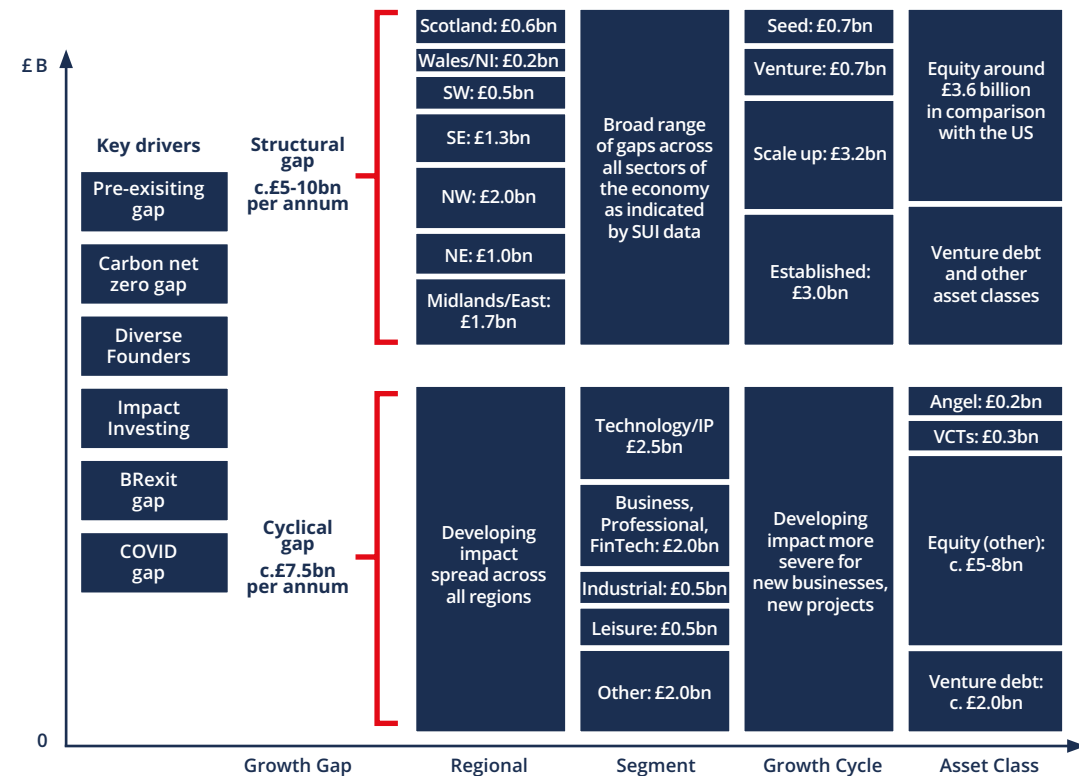 £ B
Key drivers
Pre-exisiting
gap
Carbon net
zero gap
Diverse
Founders
Impact
Investing
BRexit
gap
COVID
gap
Structural
gap
c.£5-10bn
per annum
Cyclical
gap
c.£7.5bn
per annum
Scotland: £0.6bn
Wales/NI: £0.2bn
SW: £0.5bn
SE: £1.3bn
NW: £2.0bn
NE: £1.0bn
Midlands/East:
£1.7bn
Developing
impact
spread across
all regions
Broad range
of gaps across
all sectors of
the economy
as indicated
by SUI data
Technology/IP
£2.5bn
Business,
Professional,
FinTech: £2.0bn
Industrial: £0.5bn
Leisure: £0.5bn
Other: £2.0bn
Seed: £0.7bn
Venture: £0.7bn
Scale up: £3.2bn
Established:
£3.0bn
Developing
impact more
severe for
new businesses,
new projects
Equity around
£3.6 billion
in comparison
with the US
Venture debt
and other
asset classes
Angel: £0.2bn
VCTs: £0.3bn
Equity (other):
c. £5-8bn
Venture debt:
c. £2.0bn
0
Growth Gap
Regional
Segment
Growth Cycle
Asset Class